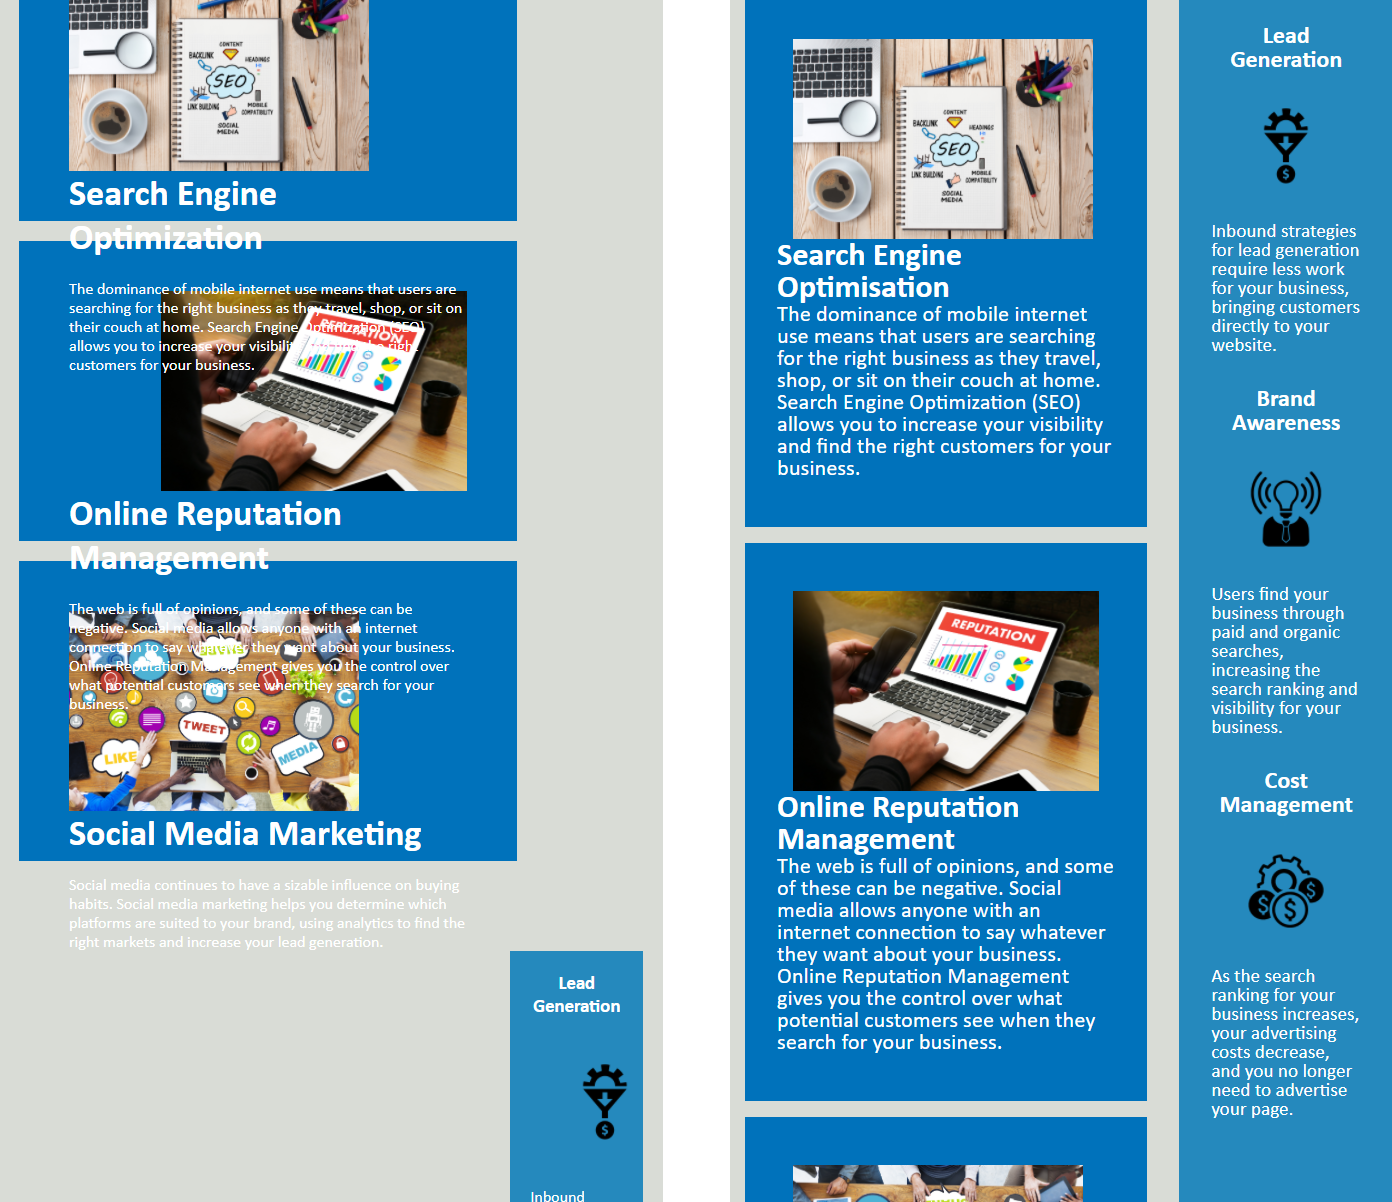 CONTENT
BACKLINK
HEADINGS
SEO
LINK BUILDING
MOBILE
COMPATIBILITY
SOCIAL
MEDIA
Search Engine
Optimization
The dominance of mobile internet use means that users are
searching for the right business as they travel, shop, or sit on
their couch at home. Search Engine Optimization (SEO)
allows you to increase your visibility and find the right
customers for your business.
REPUTATION
Online Reputation
Management
The web is full of opinions, and some of these can be
negative. Social media allows anyone with an internet
connection to say whatever they want about your business.
Online Reputation Management gives you the control over
what potential customers see when they search for your
business.
TWEET
LIKE
MEDIA
Social Media Marketing
Social media continues to have a sizable influence on buying
habits. Social media marketing helps you determine which
platforms are suited to your brand, using analytics to find the
right markets and increase your lead generation.
Lead
Generation
$
Inbound
CONTENT
BACKLINK
HEADINGS
SEO
LINK BUILDING
MOBILE
COMPATIBILITY
SOCIAL
MEDIA
Search Engine
Optimisation
The dominance of mobile internet
use means that users are searching
for the right business as they travel,
shop, or sit on their couch at home.
Search Engine Optimization (SEO)
allows you to increase your visibility
and find the right customers for your
business.
REPUTATION
Online Reputation
Management
The web is full of opinions, and some
of these can be negative. Social
media allows anyone with an
internet connection to say whatever
they want about your business.
Online Reputation Management
gives you the control over what
potential customers see when they
search for your business.
Lead
Generation
$
Inbound strategies
for lead generation
require less work
for your business,
bringing customers
directly to your
website.
Brand
Awareness
Users find your
business through
paid and organic
searches,
increasing the
search ranking and
visibility for your
business.
Cost
Management
$ $ $
As the search
ranking for your
business increases,
your advertising
costs decrease,
and you no longer
need to advertise
your page.